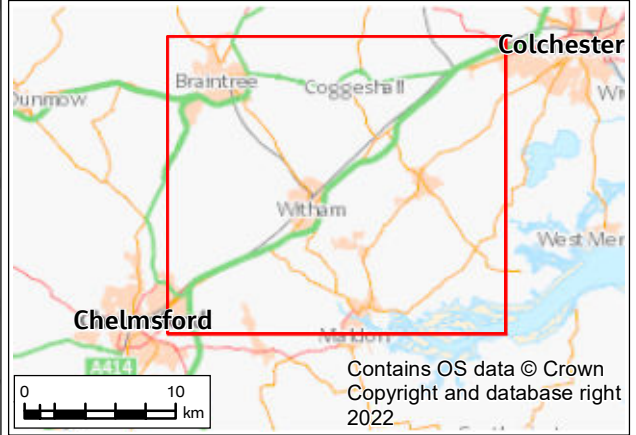 Colchester
Braintree
Coggeshall
Dunmow
Witham
West Mer
Chelmsford
Maldon
A414
0 10
km
Contains OS data © Crown
Copyright and database right
2022